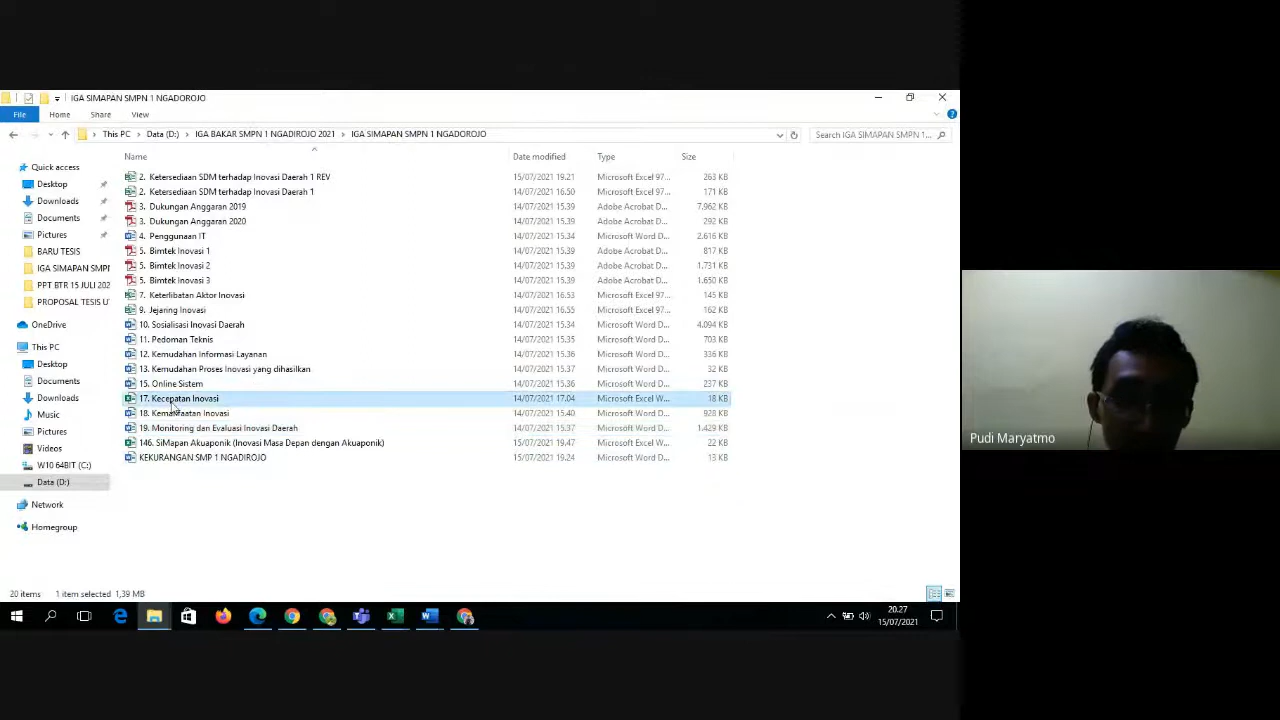 IGA SIMAPAN SMPN 1 NGADOROJO
File Home Share View
This PC Data (D:) IGA BAKAR SMPN 1 NGADIROJO 2021 IGA SIMAPAN SMPN 1 NGADOROJO Search IGA SIMAPAN SMPN 1...
Name Date modified Type Size
Quick access
Desktop
Downloads
Documents
Pictures
BARU TESIS
IGA SIMAPAN SMPI
PPT BTR 15 JULI 202
PROPOSAL TESIS U
OneDrive
This PC
Desktop
Documents
Downloads
Music
Pictures
Videos
W10 64BIT (C:)
Data (D:)
Network
Homegroup
2. Ketersediaan SDM terhadap Inovasi Daerah 1 REV 15/07/2021 19.21 Microsoft Excel 97... 263 KB
2. Ketersediaan SDM terhadap Inovasi Daerah 1 14/07/2021 16.50 Microsoft Excel 97... 171 KB
3. Dukungan Anggaran 2019 14/07/2021 15.39 Adobe Acrobat D... 7.962 KB
3. Dukungan Anggaran 2020 14/07/2021 15.39 Adobe Acrobat D... 292 KB
4. Penggunaan IT 14/07/2021 15.34 Microsoft Word D... 2.616 KB
5. Bimtek Inovasi 1 14/07/2021 15.39 Adobe Acrobat D... 817 KB
5. Bimtek Inovasi 2 14/07/2021 15.39 Adobe Acrobat D... 1.731 KB
5. Bimtek Inovasi 3 14/07/2021 15.39 Adobe Acrobat D... 1.650 KB
7. Keterlibatan Aktor Inovasi 14/07/2021 16.53 Microsoft Excel 97... 145 KB
9. Jejaring Inovasi 14/07/2021 15.39 Microsoft Excel 97... 162 KB
10. Sosialisasi Inovasi Daerah 14/07/2021 15.34 Microsoft Word D... 4.094 KB
11. Pedoman Teknis 14/07/2021 15.35 Microsoft Word D... 703 KB
12. Kemudahan Informasi Layanan 14/07/2021 15.36 Microsoft Word D... 336 KB
13. Kemudahan Proses Inovasi yang dihasilkan 14/07/2021 15.37 Microsoft Word D... 32 KB
15. Online Sistem 14/07/2021 15.36 Microsoft Word D... 237 KB
17. Kecepatan Inovasi 14/07/2021 17.04 Microsoft Excel W... 18 KB
18. Kemanfaatan Inovasi 14/07/2021 15.40 Microsoft Word D... 928 KB
19. Monitoring dan Evaluasi Inovasi Daerah 14/07/2021 15.37 Microsoft Word D... 1.429 KB
146. SiMapan Akuaponik (Inovasi Masa Depan dengan Akuaponik) 15/07/2021 19.47 Microsoft Excel W... 22 KB
KEKURANGAN SMP 1 NGADIROJO 15/07/2021 19.24 Microsoft Word D... 13 KB
20 items 1 item selected 1,39 MB
20.27
15/07/2021
Pudi Maryatmo